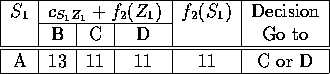 S₁ c_{S₁Z₁} + f₂(Z₁) f₂(S₁) Decision
B C D Go to
A 13 11 11 11 C or D